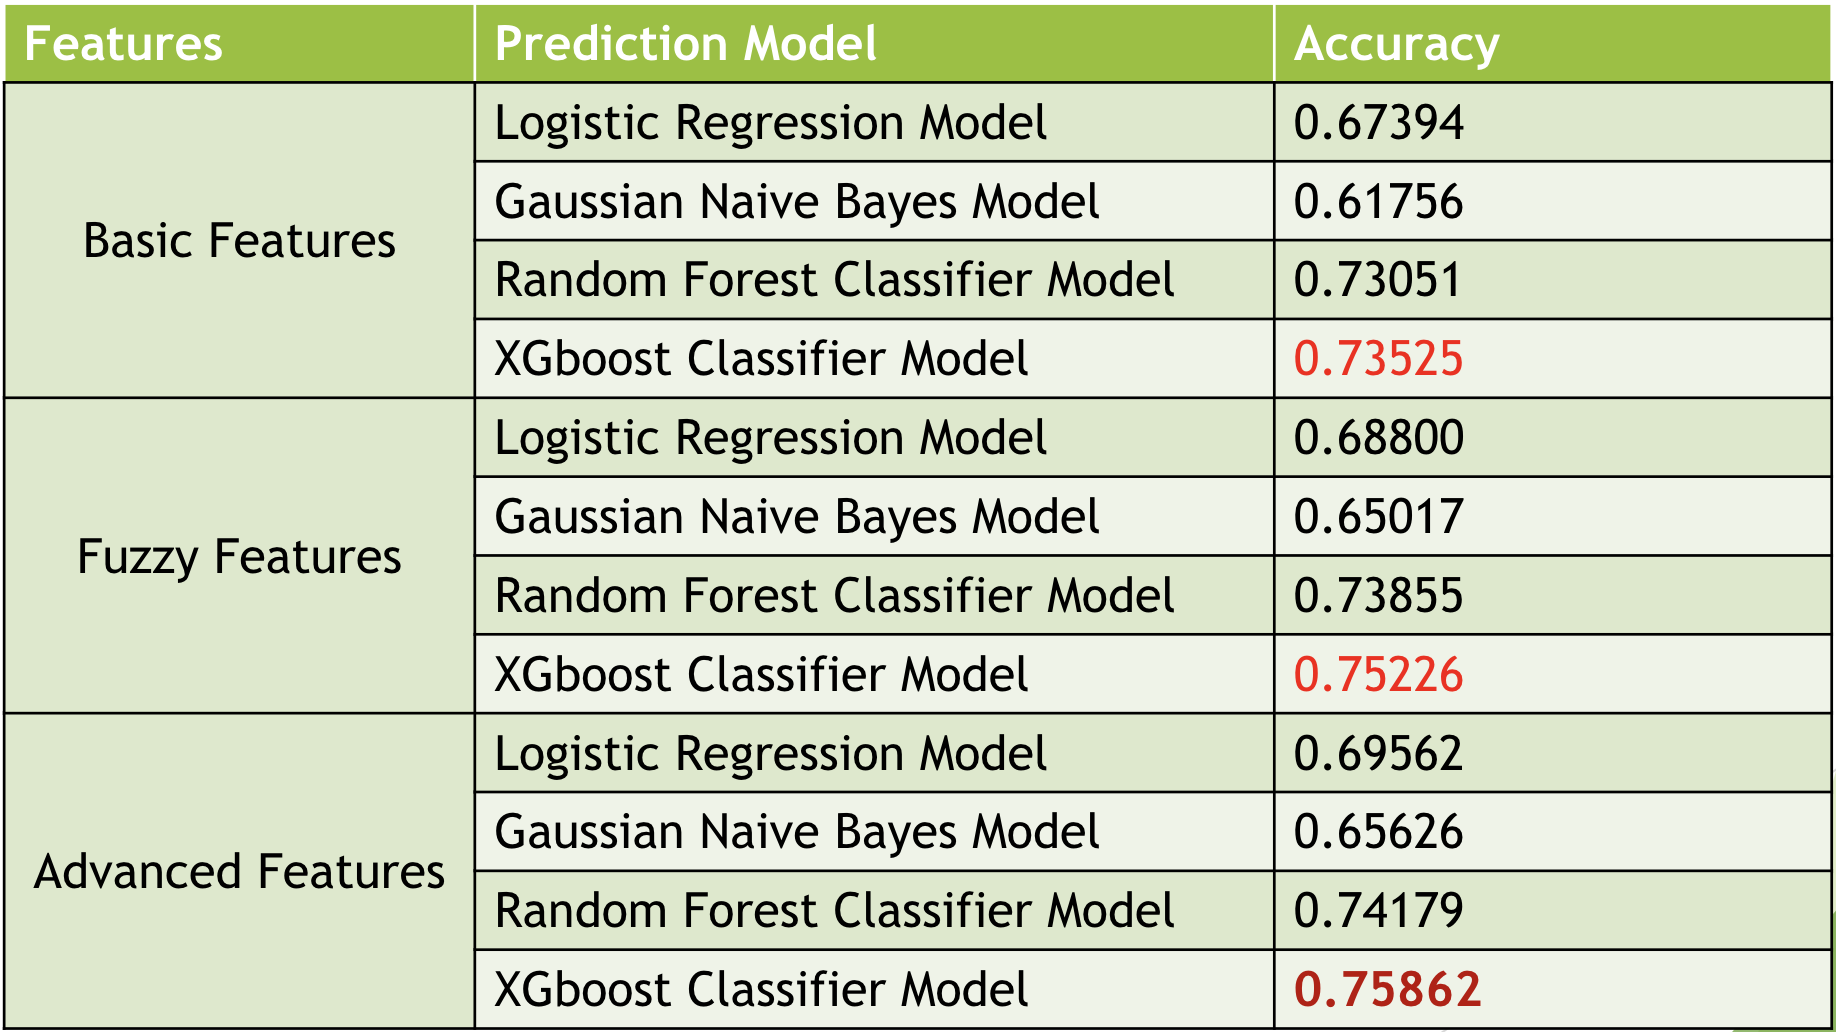 Features Prediction Model Accuracy
Basic Features
Logistic Regression Model 0.67394
Gaussian Naive Bayes Model 0.61756
Random Forest Classifier Model 0.73051
XGboost Classifier Model 0.73525
Fuzzy Features
Logistic Regression Model 0.68800
Gaussian Naive Bayes Model 0.65017
Random Forest Classifier Model 0.73855
XGboost Classifier Model 0.75226
Advanced Features
Logistic Regression Model 0.69562
Gaussian Naive Bayes Model 0.65626
Random Forest Classifier Model 0.74179
XGboost Classifier Model 0.75862